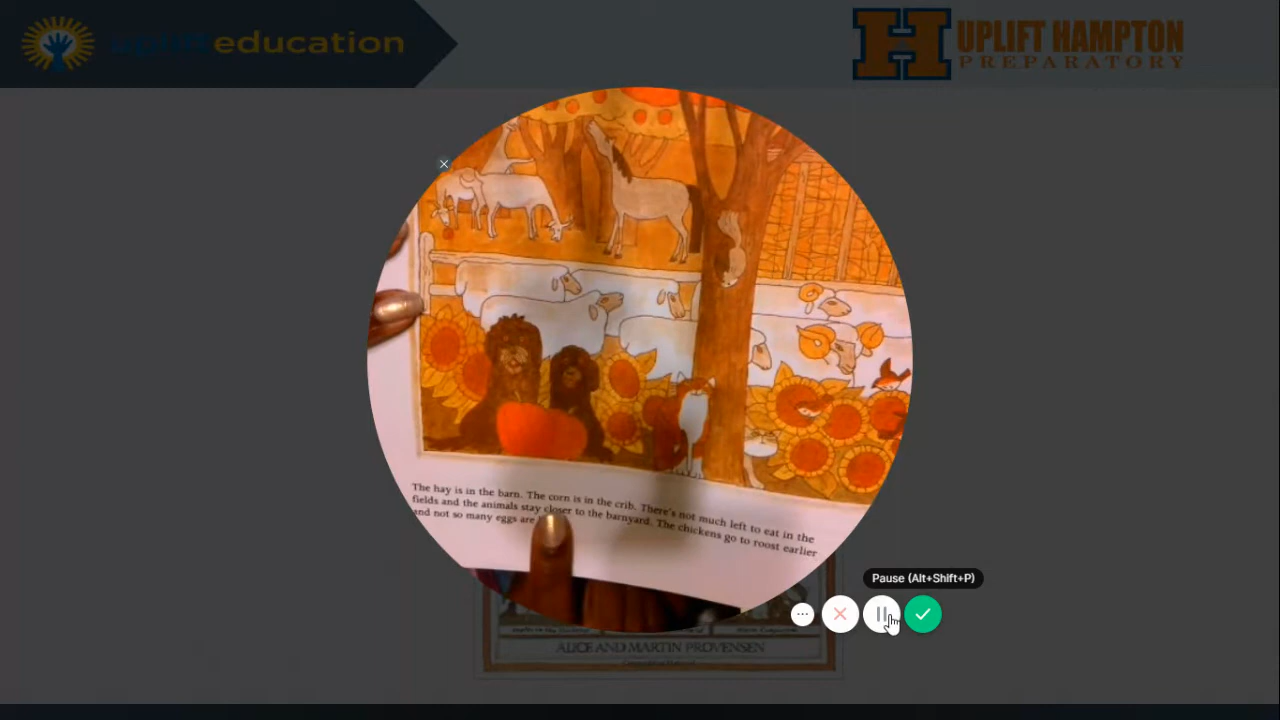 uplift education
H UPLIFT HAMPTON
PREPARATORY
The hay is in the barn. The corn is in the crib. There's not much left to eat in the
fields and the animals stay closer to the barnyard. The chickens go to roost earlier
and not so many eggs are
Pause (Alt+Shift+P)
ALICE AND MARTIN PROVENSEN